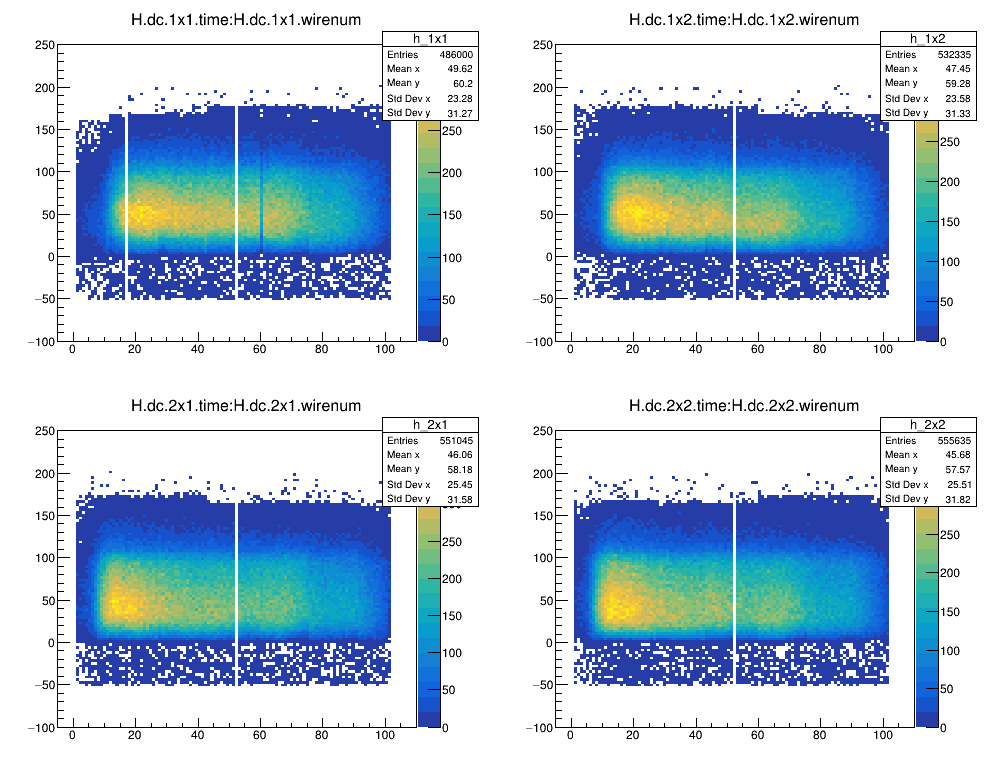 H.dc.1x1.time:H.dc.1x1.wirenum
h_1x1
Entries 486000
Mean x 49.62
Mean y 60.2
Std Dev x 23.28
Std Dev y 31.27
250
200
150
100
50
0
−50
−100
0 20 40 60 80 100
250
200
150
100
50
0
H.dc.1x2.time:H.dc.1x2.wirenum
h_1x2
Entries 532335
Mean x 47.45
Mean y 59.28
Std Dev x 23.58
Std Dev y 31.33
250
200
150
100
50
0
−50
−100
0 20 40 60 80 100
250
200
150
100
50
0
H.dc.2x1.time:H.dc.2x1.wirenum
h_2x1
Entries 551045
Mean x 46.06
Mean y 58.18
Std Dev x 25.45
Std Dev y 31.58
250
200
150
100
50
0
−50
−100
0 20 40 60 80 100
250
200
150
100
50
0
H.dc.2x2.time:H.dc.2x2.wirenum
h_2x2
Entries 555635
Mean x 45.68
Mean y 57.57
Std Dev x 25.51
Std Dev y 31.82
250
200
150
100
50
0
−50
−100
0 20 40 60 80 100
250
200
150
100
50
0